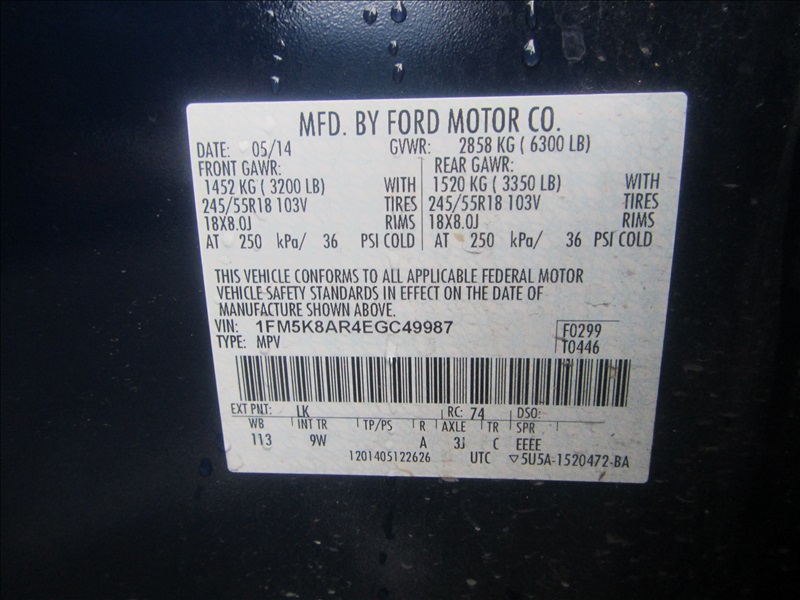 MFD. BY FORD MOTOR CO.
DATE: 05/14 GVWR: 2858 KG ( 6300 LB)
FRONT GAWR: REAR GAWR:
1452 KG ( 3200 LB) WITH 1520 KG ( 3350 LB) WITH
245/55R18 103V TIRES 245/55R18 103V TIRES
18X8.0J RIMS 18X8.0J RIMS
AT 250 kPa/ 36 PSI COLD AT 250 kPa/ 36 PSI COLD
THIS VEHICLE CONFORMS TO ALL APPLICABLE FEDERAL MOTOR
VEHICLE SAFETY STANDARDS IN EFFECT ON THE DATE OF
MANUFACTURE SHOWN ABOVE.
VIN: 1FM5K8AR4EGC49987 F0299
TYPE: MPV T0446
EXT PNT: LK RC: 74 DSO:
WB INT TR TP/PS R AXLE TR SPR
113 9W A 3J C EEEE
1201405122626 UTC ▽5U5A-1520472-BA